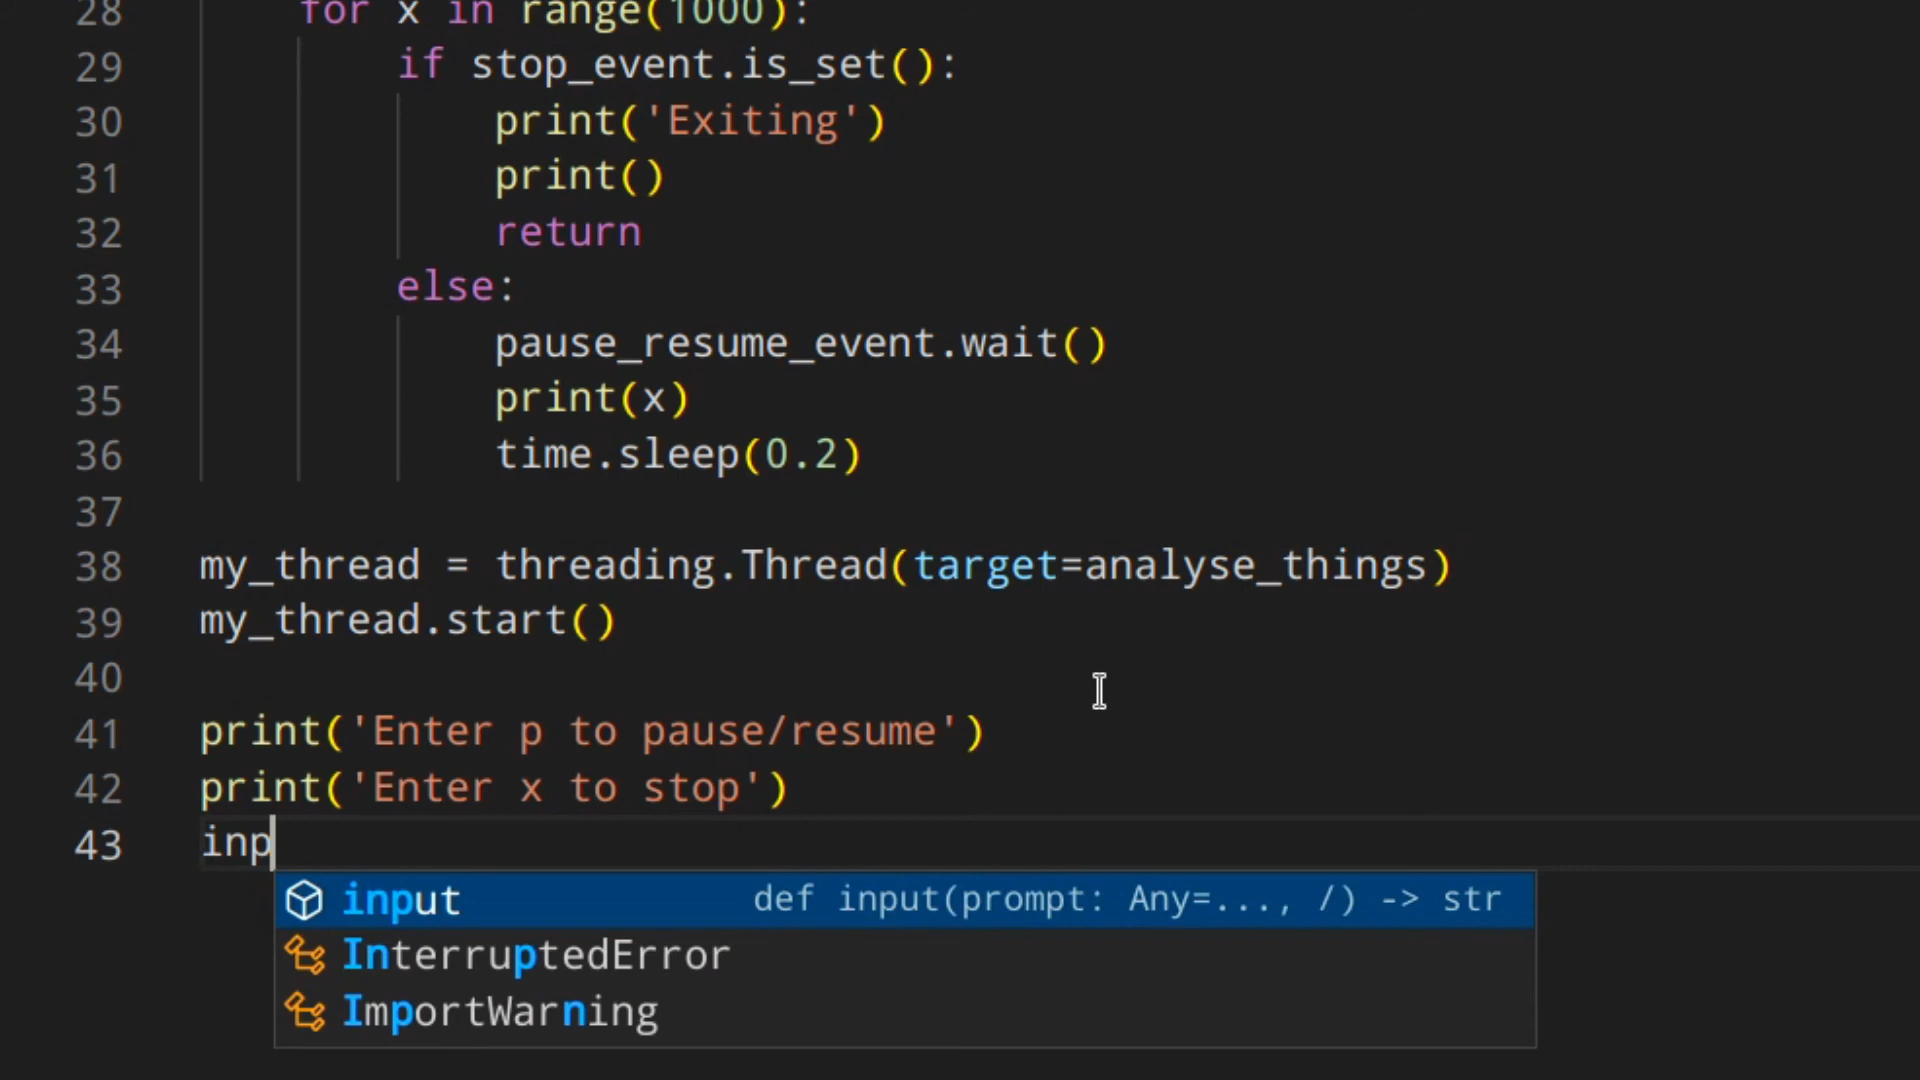 28 for x in range(1000):
29 if stop_event.is_set():
30 print('Exiting')
31 print()
32 return
33 else:
34 pause_resume_event.wait()
35 print(x)
36 time.sleep(0.2)
37
38 my_thread = threading.Thread(target=analyse_things)
39 my_thread.start()
40
41 print('Enter p to pause/resume')
42 print('Enter x to stop')
43 inp
input def input(prompt: Any=..., /) -> str
InterruptedError
ImportWarning